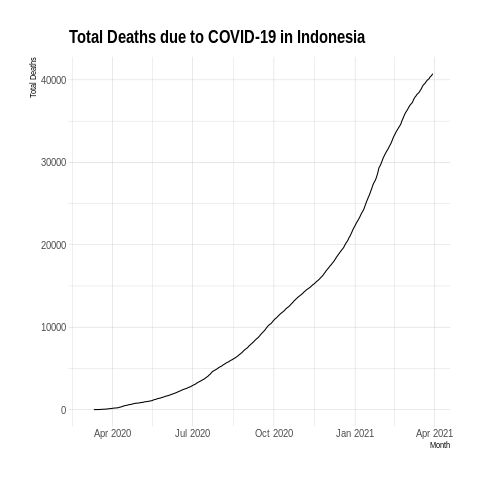 Total Deaths due to COVID-19 in Indonesia
Total Deaths
40000
30000
20000
10000
0
Apr 2020 Jul 2020 Oct 2020 Jan 2021 Apr 2021
Month